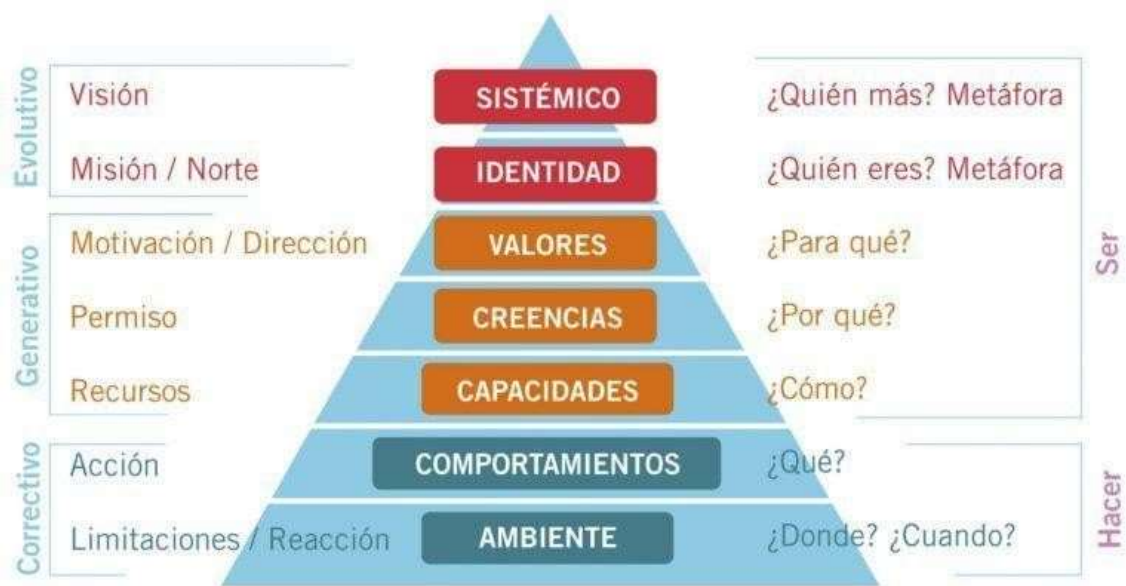 Evolutivo
Visión
SISTÉMICO
¿Quién más? Metáfora
Misión / Norte
IDENTIDAD
¿Quién eres? Metáfora
Generativo
Motivación / Dirección
VALORES
¿Para qué?
Permiso
CREENCIAS
¿Por qué?
Recursos
CAPACIDADES
¿Cómo?
Ser
Correctivo
Acción
COMPORTAMIENTOS
¿Qué?
Limitaciones / Reacción
AMBIENTE
¿Donde? ¿Cuando?
Hacer